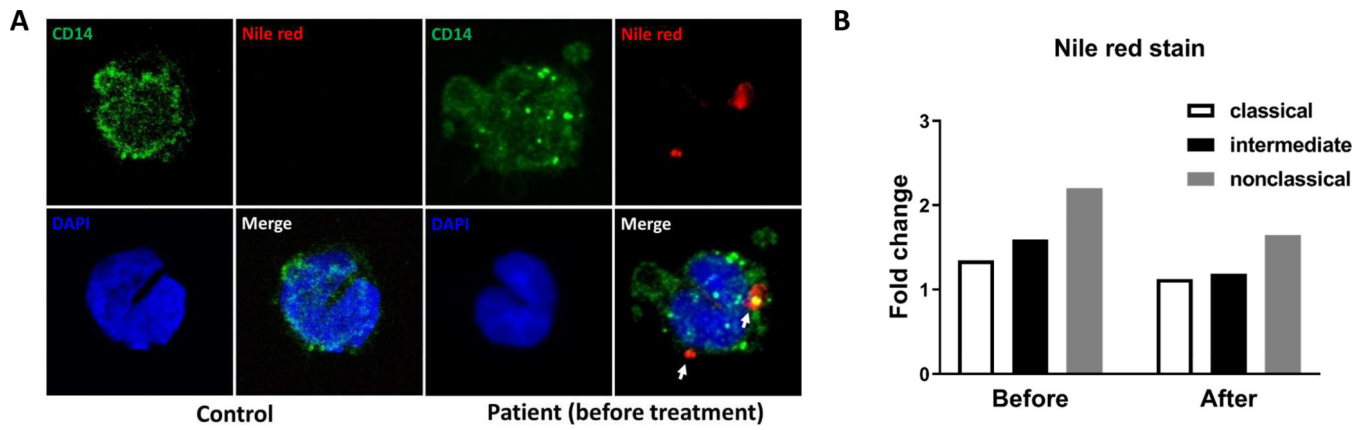 A
CD14
Nile red
CD14
Nile red
DAPI
Merge
DAPI
Merge
Control
Patient (before treatment)
B
Nile red stain
classical
intermediate
nonclassical
Fold change
3
2
1
0
Before
After